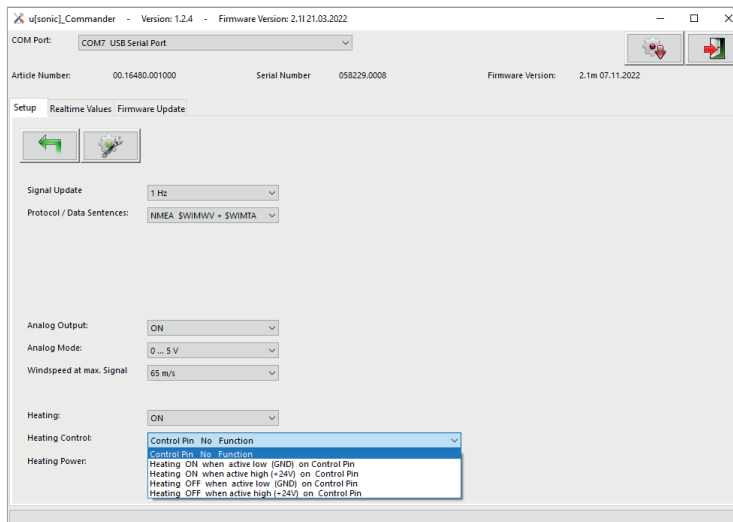 u[sonic]_Commander - Version: 1.2.4 - Firmware Version: 2.1l 21.03.2022
COM Port: COM7 USB Serial Port
Article Number: 00.16480.001000 Serial Number 058229.0008 Firmware Version: 2.1m 07.11.2022
Setup Realtime Values Firmware Update
Signal Update 1 Hz
Protocol / Data Sentences: NMEA $WIMWV + $WIMTA
Analog Output: ON
Analog Mode: 0 ... 5 V
Windspeed at max. Signal 65 m/s
Heating: ON
Heating Control: Control Pin No Function
Control Pin No Function
Heating ON when active low (GND) on Control Pin
Heating Power: Heating ON when active high (+24V) on Control Pin
Heating OFF when active low (GND) on Control Pin
Heating OFF when active high (+24V) on Control Pin